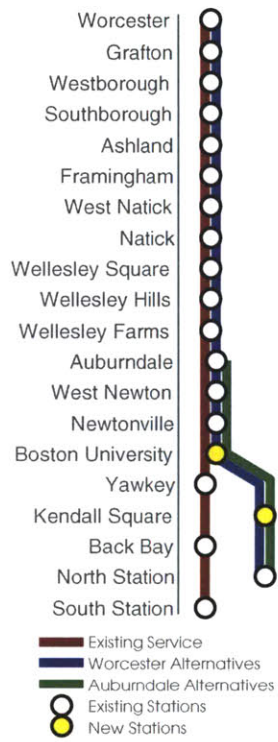 Worcester
Grafton
Westborough
Southborough
Ashland
Framingham
West Natick
Natick
Wellesley Square
Wellesley Hills
Wellesley Farms
Auburndale
West Newton
Newtonville
Boston University
Yawkey
Kendall Square
Back Bay
North Station
South Station
Existing Service
Worcester Alternatives
Auburndale Alternatives
Existing Stations
New Stations